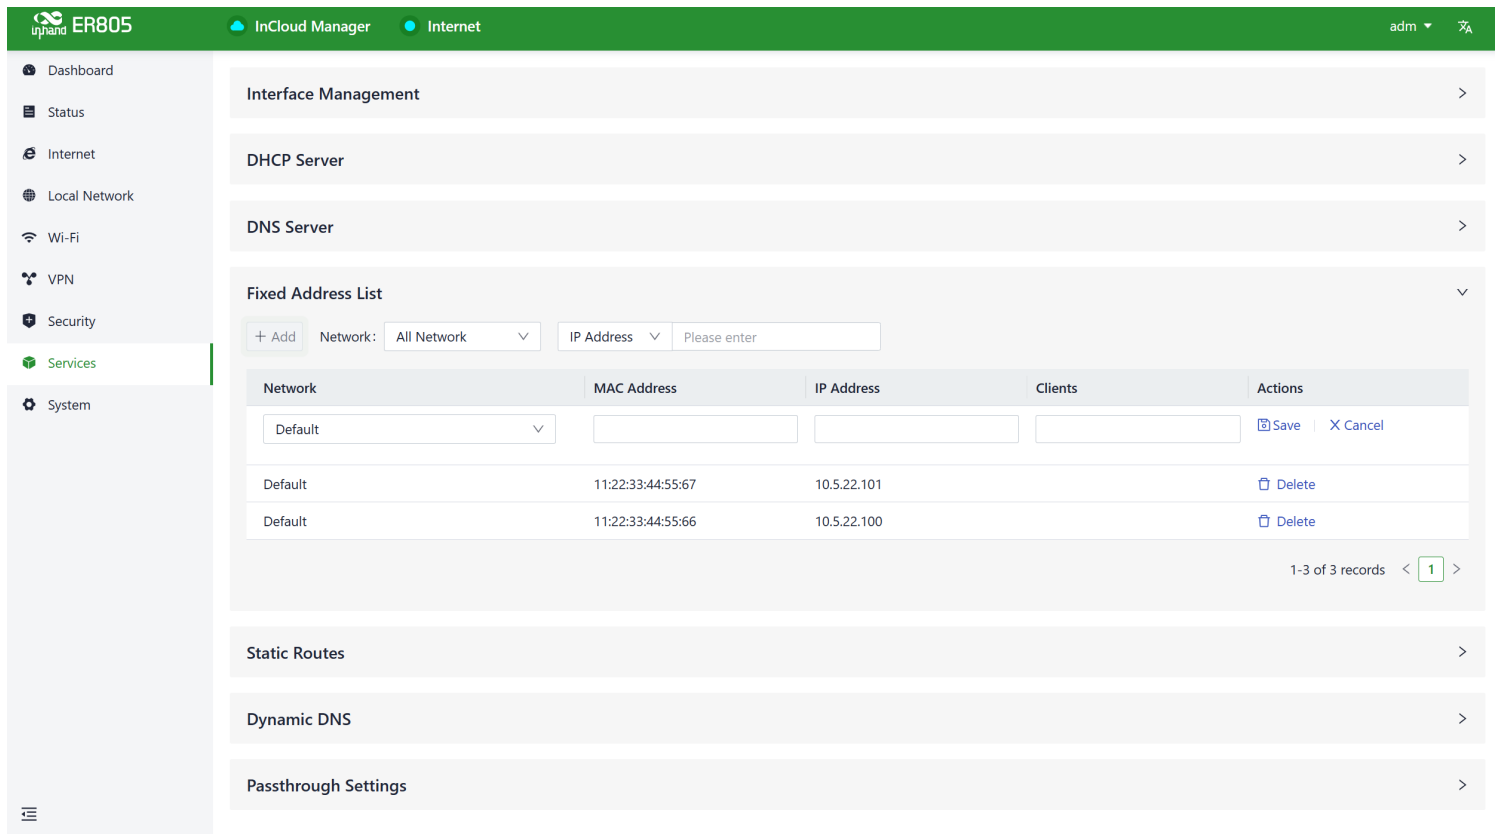 inhand ER805
InCloud Manager
Internet
adm
Dashboard
Status
Internet
Local Network
Wi-Fi
VPN
Security
Services
System
Interface Management
DHCP Server
DNS Server
Fixed Address List
+ Add Network: All Network IP Address Please enter
Network MAC Address IP Address Clients Actions
Default Save Cancel
Default 11:22:33:44:55:67 10.5.22.101 Delete
Default 11:22:33:44:55:66 10.5.22.100 Delete
1-3 of 3 records < 1 >
Static Routes
Dynamic DNS
Passthrough Settings